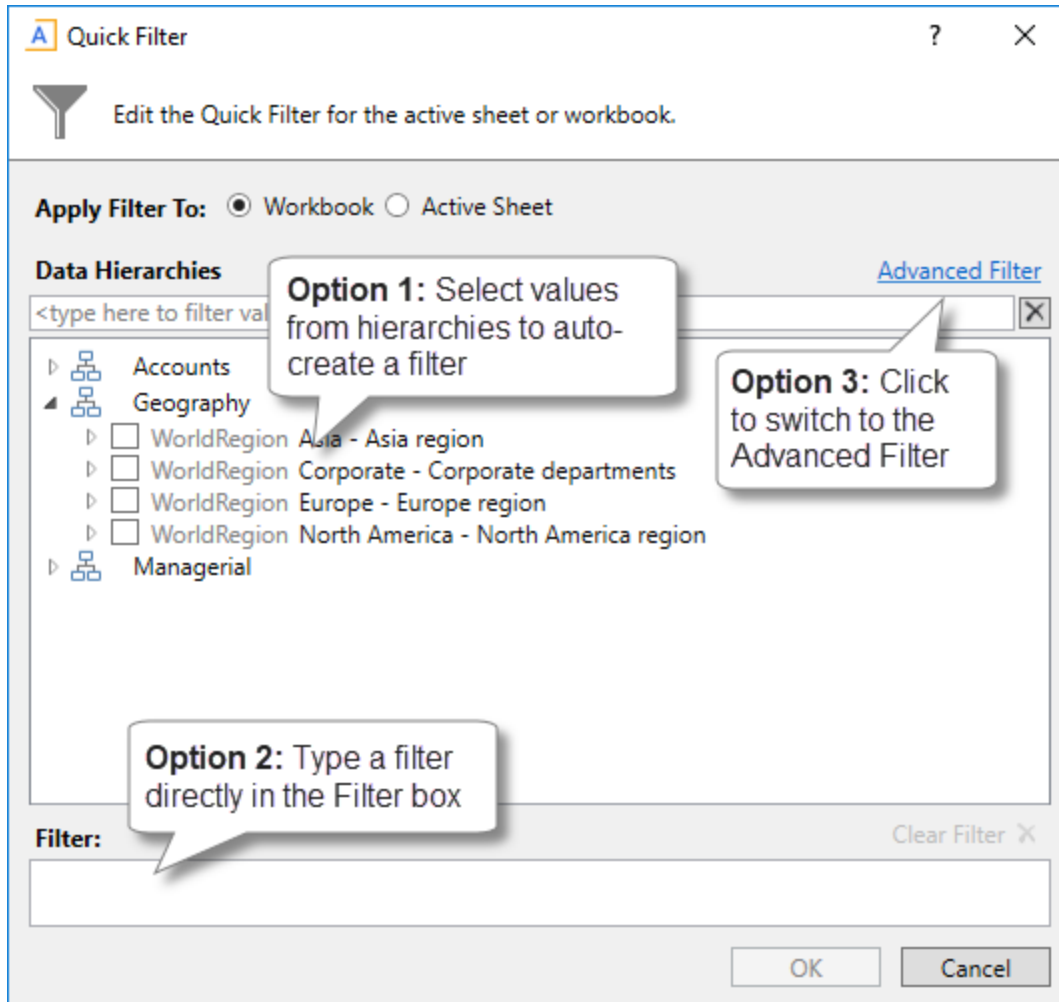 A Quick Filter ?
Edit the Quick Filter for the active sheet or workbook.
Apply Filter To: Workbook Active Sheet
Data Hierarchies
Advanced Filter
<type here to filter val
Option 1: Select values
from hierarchies to auto-
create a filter
Accounts
Geography
WorldRegion Asia - Asia region
WorldRegion Corporate - Corporate departments
WorldRegion Europe - Europe region
WorldRegion North America - North America region
Managerial
Option 3: Click
to switch to the
Advanced Filter
Option 2: Type a filter
directly in the Filter box
Filter:
Clear Filter
OK Cancel